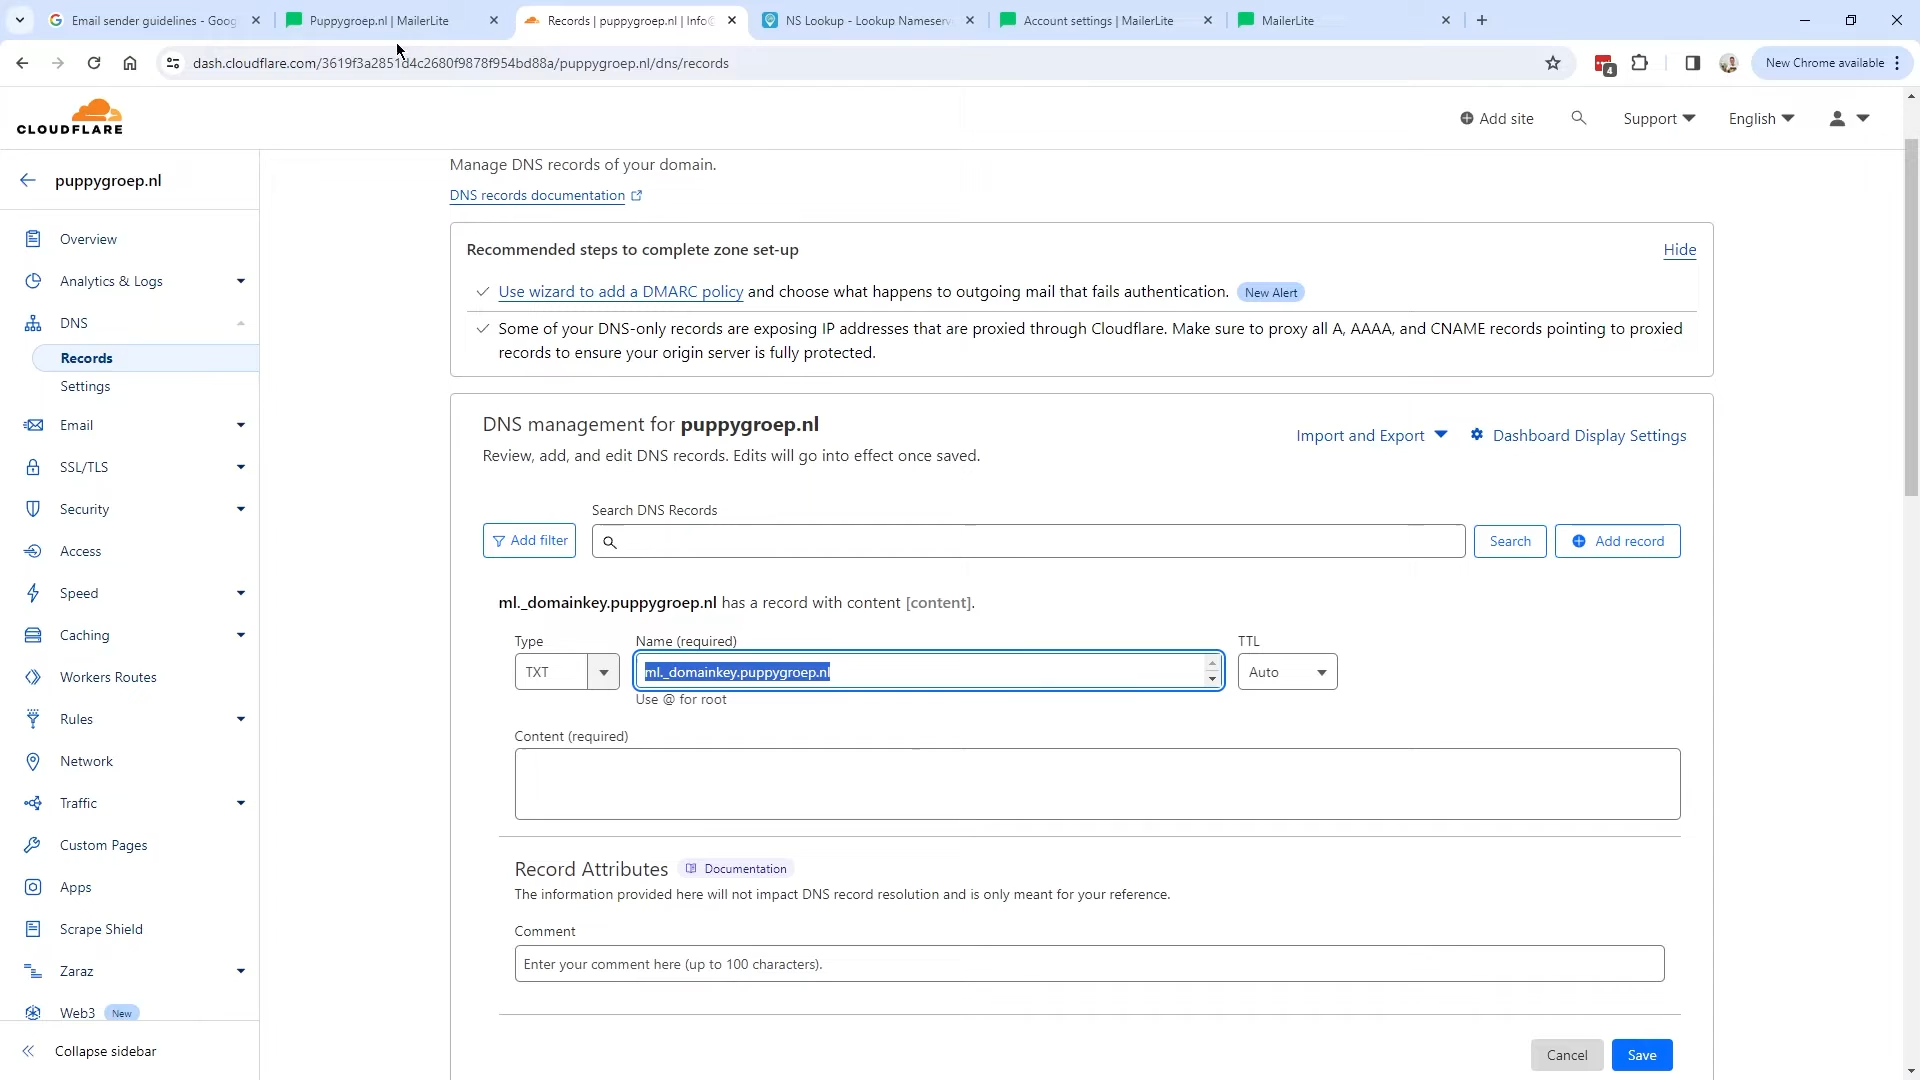 Email sender guidelines - Goog
Puppygroep.nl | MailerLite
Records | puppygroep.nl | Info@
NS Lookup - Lookup Nameserv
Account settings | MailerLite
MailerLite
dash.cloudflare.com/3619f3a2851d4c2680f9878f954bd88a/puppygroep.nl/dns/records
4
New Chrome available
CLOUDFLARE
Add site
Support
English
puppygroep.nl
Overview
Analytics & Logs
DNS
Records
Settings
Email
SSL/TLS
Security
Access
Speed
Caching
Workers Routes
Rules
Network
Traffic
Custom Pages
Apps
Scrape Shield
Zaraz
Web3 New
Collapse sidebar
Manage DNS records of your domain.
DNS records documentation
Recommended steps to complete zone set-up
Hide
Use wizard to add a DMARC policy and choose what happens to outgoing mail that fails authentication. New Alert
Some of your DNS-only records are exposing IP addresses that are proxied through Cloudflare. Make sure to proxy all A, AAAA, and CNAME records pointing to proxied
records to ensure your origin server is fully protected.
DNS management for puppygroep.nl
Review, add, and edit DNS records. Edits will go into effect once saved.
Import and Export
Dashboard Display Settings
Search DNS Records
Add filter
Search
Add record
ml._domainkey.puppygroep.nl has a record with content [content].
Type
Name (required)
TTL
TXT
ml._domainkey.puppygroep.nl
Auto
Use @ for root
Content (required)
Record Attributes Documentation
The information provided here will not impact DNS record resolution and is only meant for your reference.
Comment
Enter your comment here (up to 100 characters).
Cancel
Save